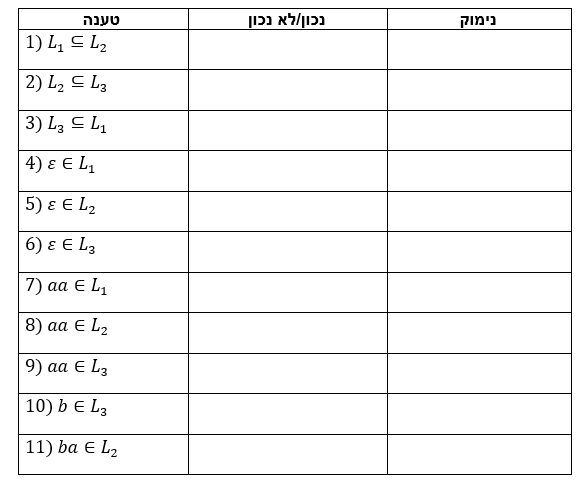 טענה נכון/לא נכון נימוק
1) L₁ ⊆ L₂
2) L₂ ⊆ L₃
3) L₃ ⊆ L₁
4) ε ∈ L₁
5) ε ∈ L₂
6) ε ∈ L₃
7) aa ∈ L₁
8) aa ∈ L₂
9) aa ∈ L₃
10) b ∈ L₃
11) ba ∈ L₂